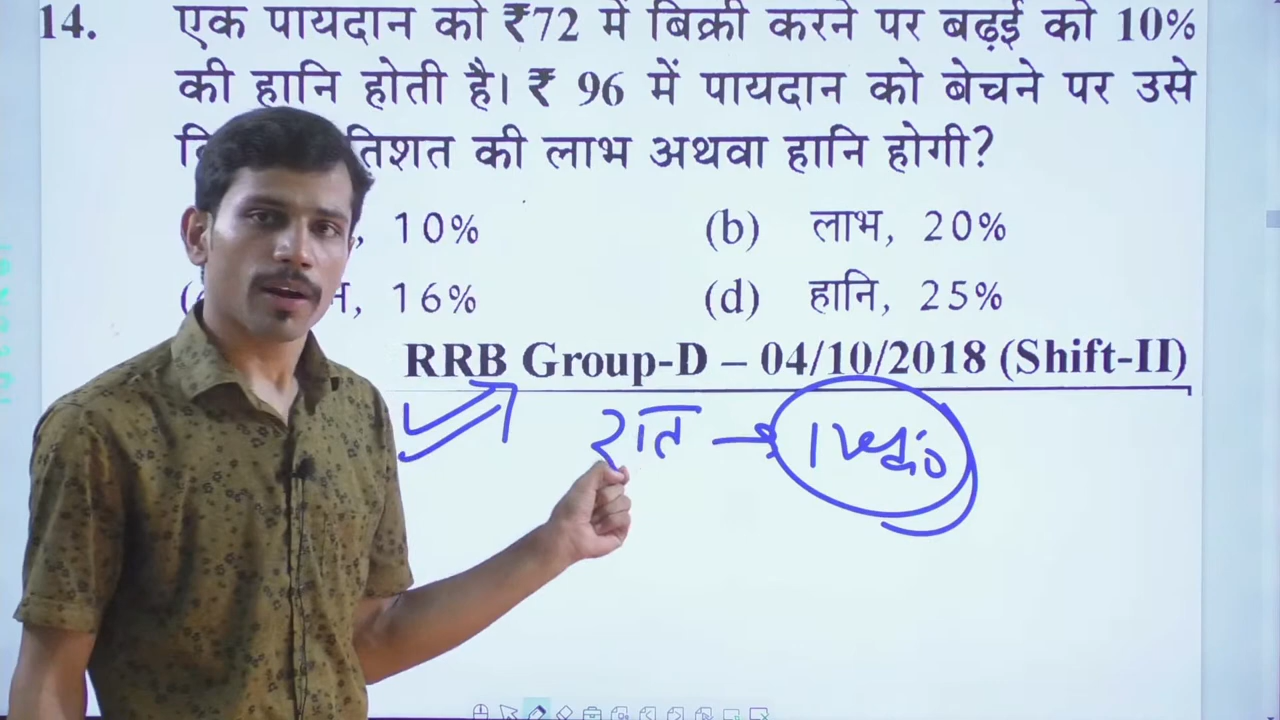 14. एक पायदान को ₹72 में बिक्री करने पर बढ़ई को 10%
की हानि होती है। ₹ 96 में पायदान को बेचने पर उसे
की लाभ अथवा हानि होगी?
10% (b) लाभ, 20%
16% (d) हानि, 25%
RRB Group-D – 04/10/2018 (Shift-II)
रात